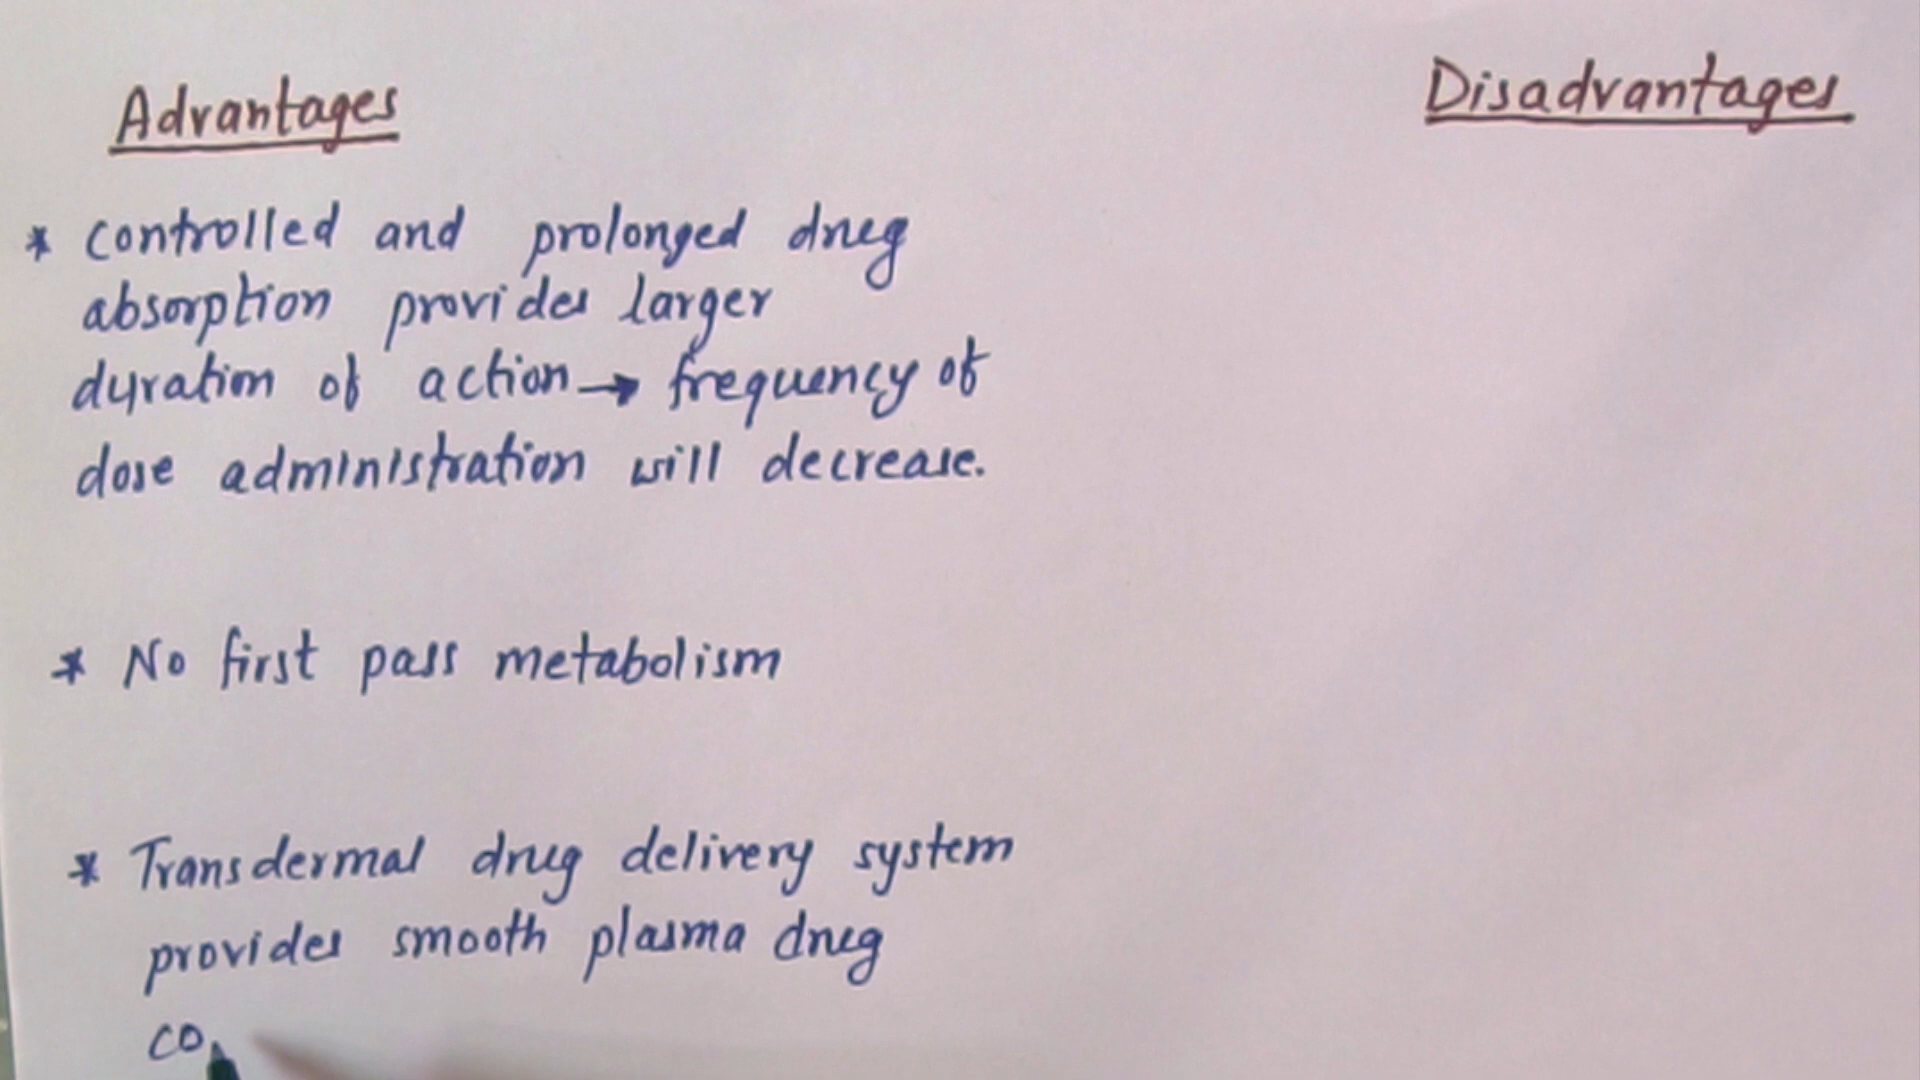 Advantages
Disadvantages
* controlled and prolonged drug
absorption provides larger
duration of action → frequency of
dose administration will decrease.
* No first pass metabolism
* Transdermal drug delivery system
provides smooth plasma drug
co